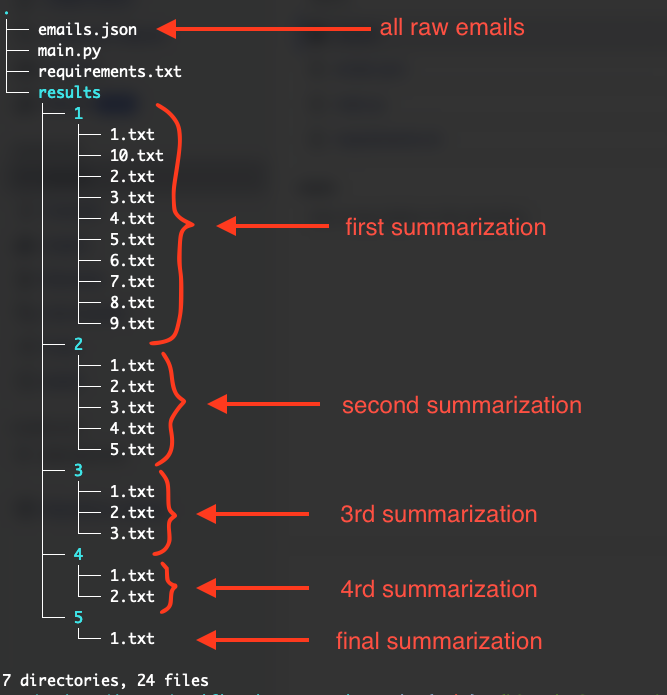 .
emails.json all raw emails
main.py
requirements.txt
results
1
1.txt
10.txt
2.txt
3.txt
4.txt
5.txt first summarization
6.txt
7.txt
8.txt
9.txt
2
1.txt
2.txt
3.txt second summarization
4.txt
5.txt
3
1.txt
2.txt 3rd summarization
3.txt
4
1.txt 4rd summarization
2.txt
5
1.txt final summarization
7 directories, 24 files